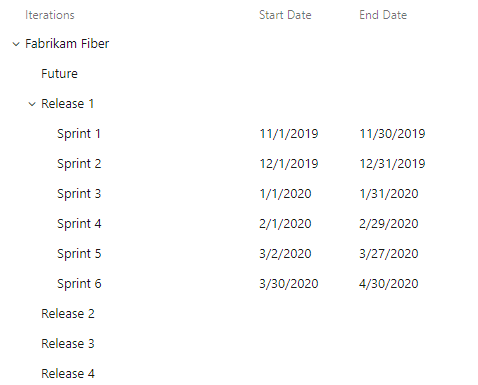 Iterations Start Date End Date
Fabrikam Fiber
Future
Release 1
Sprint 1 11/1/2019 11/30/2019
Sprint 2 12/1/2019 12/31/2019
Sprint 3 1/1/2020 1/31/2020
Sprint 4 2/1/2020 2/29/2020
Sprint 5 3/2/2020 3/27/2020
Sprint 6 3/30/2020 4/30/2020
Release 2
Release 3
Release 4